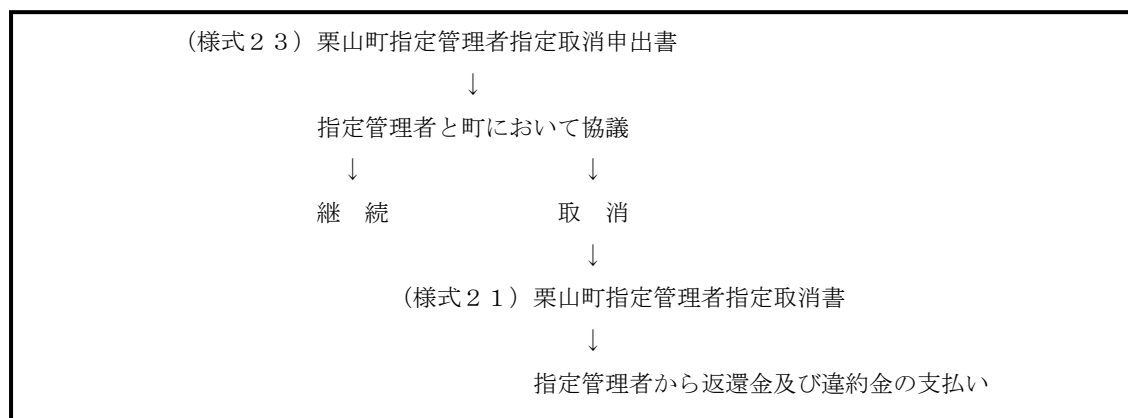 （様式２３）栗山町指定管理者指定取消申出書
↓
指定管理者と町において協議
↓ ↓
継　続 取　消
↓
（様式２１）栗山町指定管理者指定取消書
↓
指定管理者から返還金及び違約金の支払い